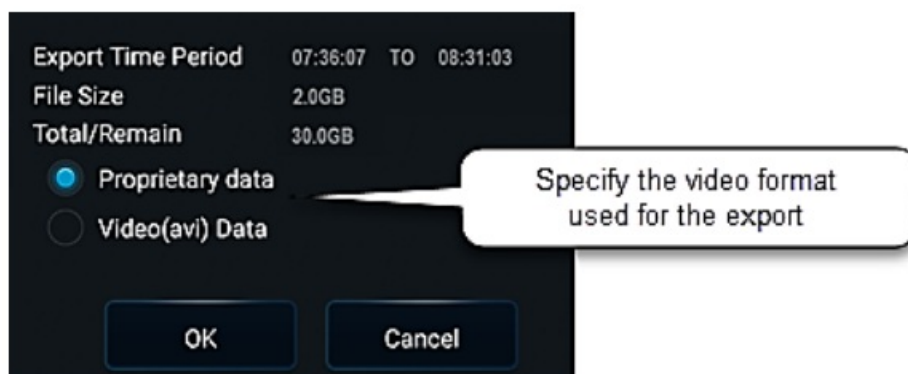 Export Time Period 07:36:07 TO 08:31:03
File Size 2.0GB
Total/Remain 30.0GB
Proprietary data
Video(avi) Data
Specify the video format
used for the export
OK Cancel